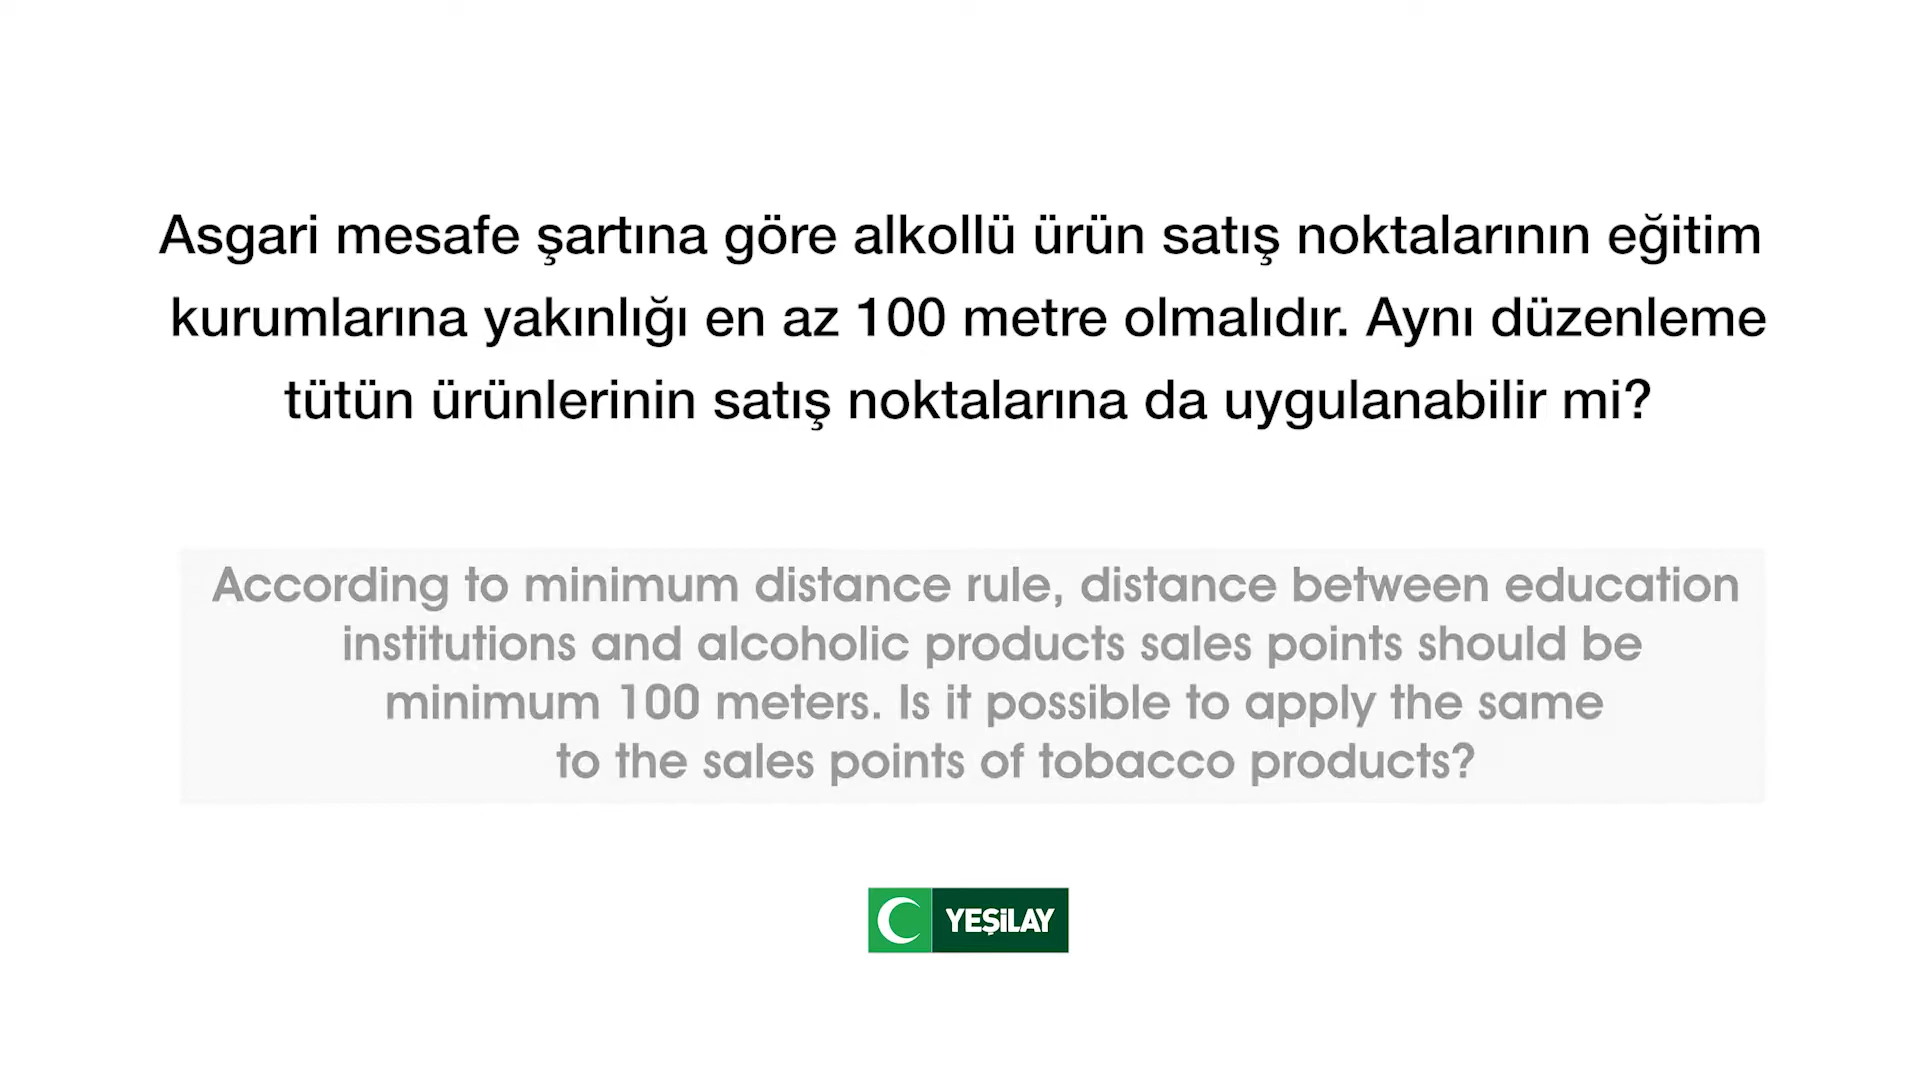 Asgari mesafe şartına göre alkollü ürün satış noktalarının eğitim
kurumlarına yakınlığı en az 100 metre olmalıdır. Aynı düzenleme
tütün ürünlerinin satış noktalarına da uygulanabilir mi?
According to minimum distance rule, distance between education
institutions and alcoholic products sales points should be
minimum 100 meters. Is it possible to apply the same
to the sales points of tobacco products?
YEŞİLAY